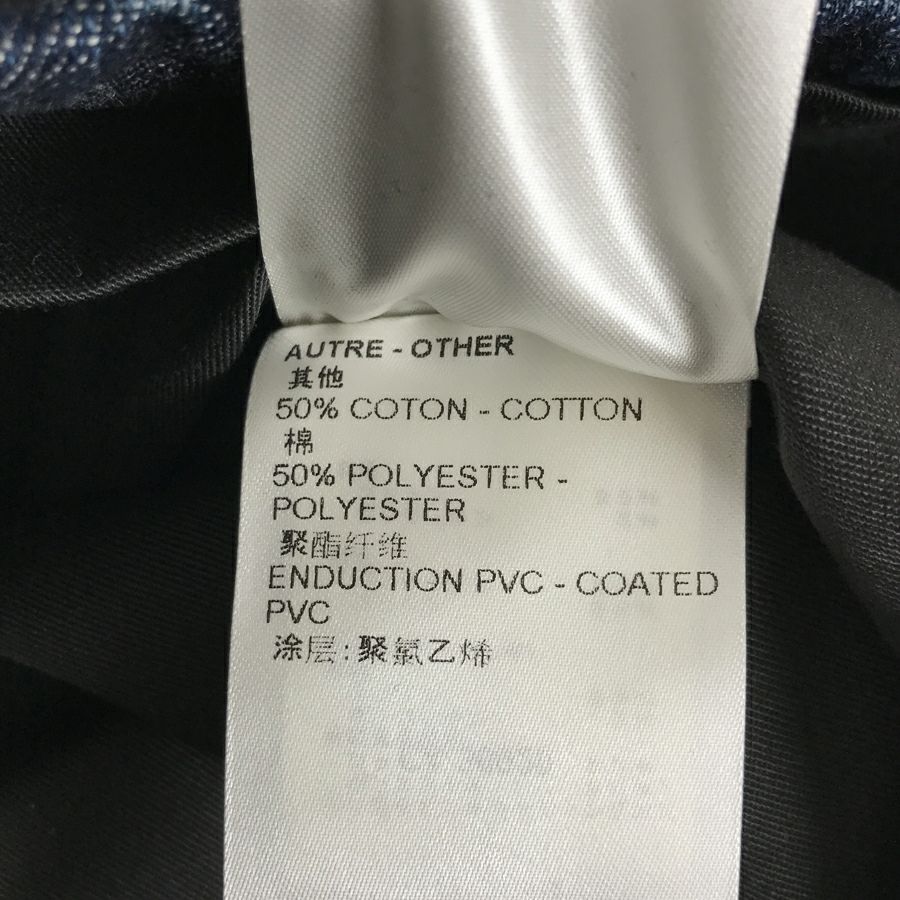 AUTRE - OTHER
其他
50% COTON - COTTON
棉
50% POLYESTER -
POLYESTER
聚酯纤维
ENDUCTION PVC - COATED
PVC
涂层:聚氯乙烯